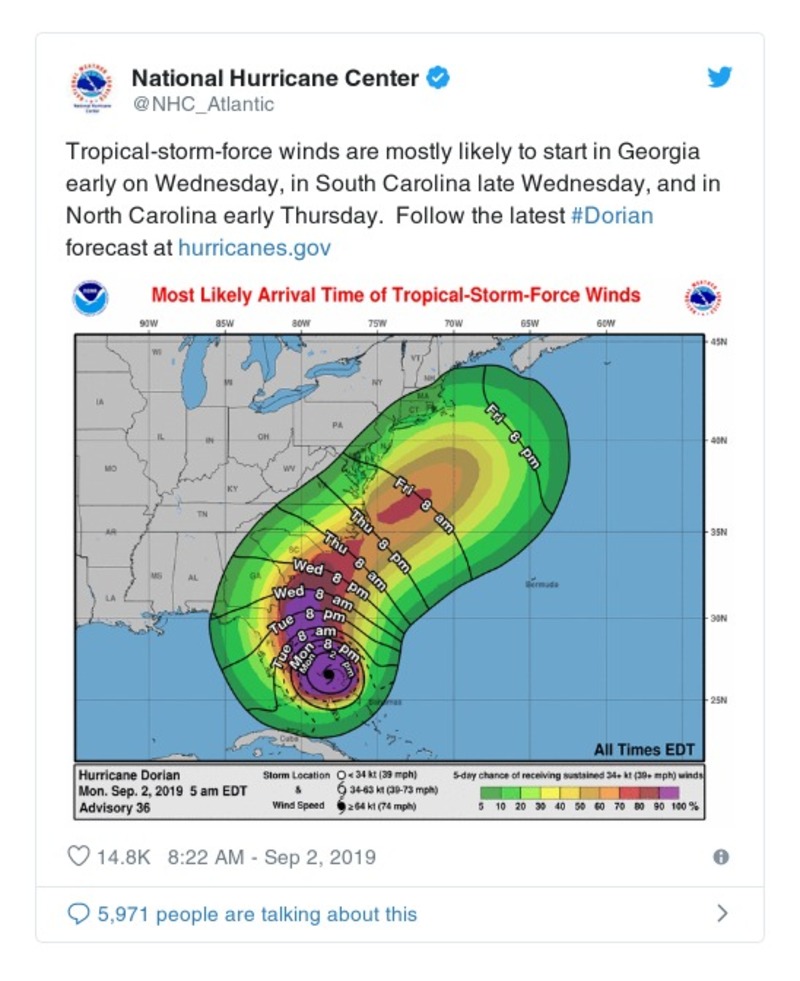 National Hurricane Center
@NHC_Atlantic
Tropical-storm-force winds are mostly likely to start in Georgia
early on Wednesday, in South Carolina late Wednesday, and in
North Carolina early Thursday. Follow the latest #Dorian
forecast at hurricanes.gov
Most Likely Arrival Time of Tropical-Storm-Force Winds
90W 85W 80W 75W 70W 65W 60W
45N
WI
MI
VT
NH
NY
MA
CT
IA
PA
NJ
Fri 8 pm
40N
IL
IN
OH
MO
WV
KY
Fri 8 am
TN
NC
Thu 8 pm
35N
AR
SC
Thu 8 am
MS
AL
GA
Wed 8 pm
Bermuda
LA
Wed 8 am
30N
Tue 8 pm
FL
Tue 8 am
Mon 8 pm
Mon 2 pm
Bahamas
25N
Cuba
All Times EDT
Hurricane Dorian
Mon. Sep. 2, 2019 5 am EDT
Advisory 36
Storm Location < 34 kt (39 mph)
& 34-63 kt (39-73 mph)
Wind Speed ≥ 64 kt (74 mph)
5-day chance of receiving sustained 34+ kt (39+ mph) winds
5 10 20 30 40 50 60 70 80 90 100 %
14.8K 8:22 AM - Sep 2, 2019
5,971 people are talking about this